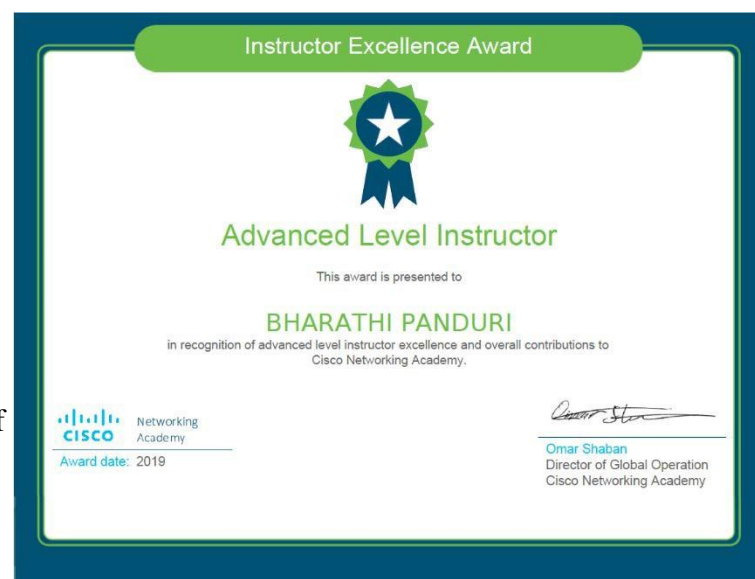 Instructor Excellence Award
Advanced Level Instructor
This award is presented to
BHARATHI PANDURI
in recognition of advanced level instructor excellence and overall contributions to
Cisco Networking Academy.
f
CISCO
Networking
Academy
Award date: 2019
Omar Shaban
Director of Global Operation
Cisco Networking Academy